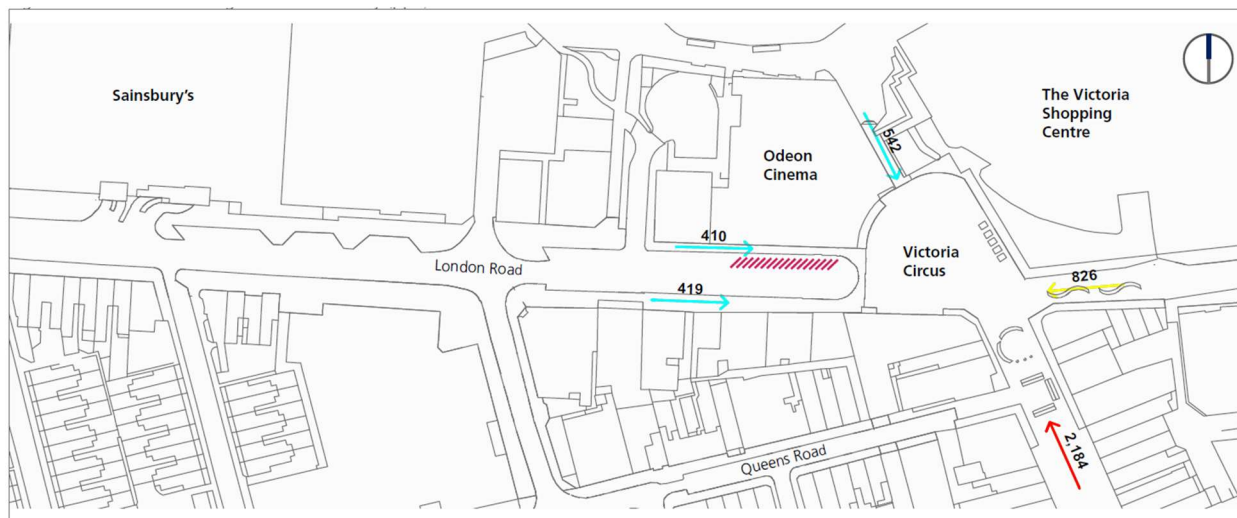 Sainsbury's
The Victoria
Shopping
Centre
542
Odeon
Cinema
410
Victoria
Circus
London Road
826
419
Queens Road
2,184